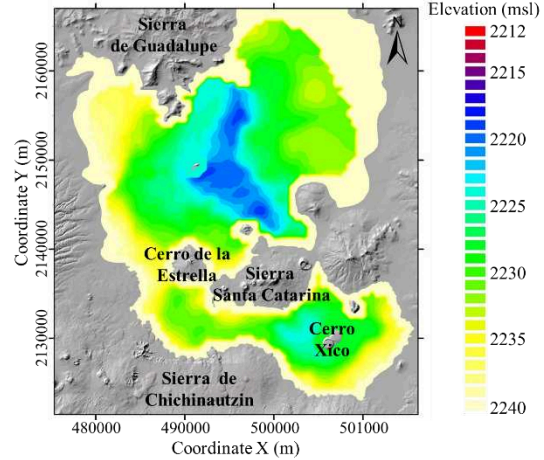 Elevation (msl)
Sierra
de Guadalupe
N
2212
2215
2220
2225
2230
2235
2240
2160000
2150000
2140000
2130000
Coordinate Y (m)
Cerro de la
Estrella
Sierra
Santa Catarina
Cerro
Xico
Sierra de
Chichinautzin
480000
490000
500000
501000
Coordinate X (m)